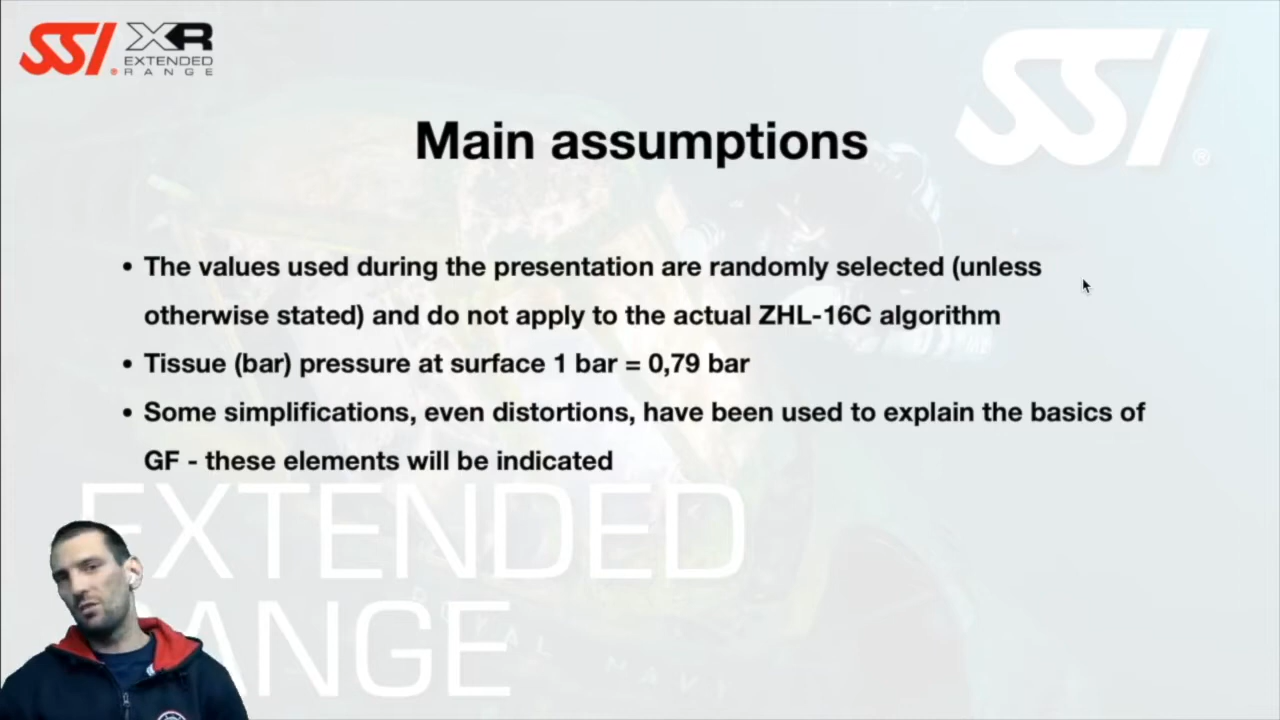 SSI XR
EXTENDED
RANGE
SSI
Main assumptions
• The values used during the presentation are randomly selected (unless
otherwise stated) and do not apply to the actual ZHL-16C algorithm
• Tissue (bar) pressure at surface 1 bar = 0,79 bar
• Some simplifications, even distortions, have been used to explain the basics of
GF - these elements will be indicated
EXTENDED
RANGE